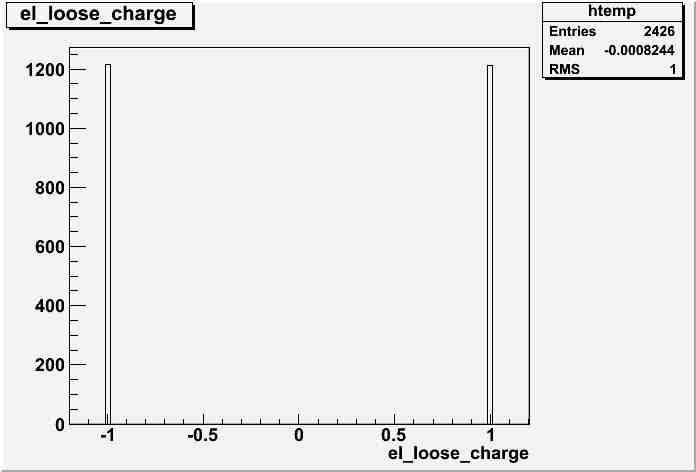 el_loose_charge
htemp
Entries 2426
Mean -0.0008244
RMS 1
1200
1000
800
600
400
200
0
-1 -0.5 0 0.5 1
el_loose_charge